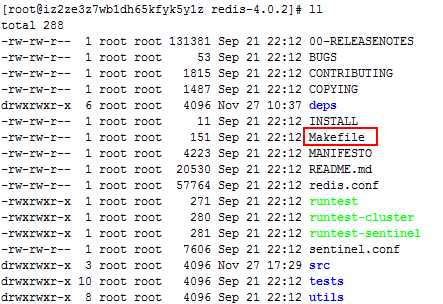 [root@iz2ze3z7wb1dh65kfyk5y1z redis-4.0.2]# ll
total 288
-rw-rw-r--  1 root root 131381 Sep 21 22:12 00-RELEASENOTES
-rw-rw-r--  1 root root     53 Sep 21 22:12 BUGS
-rw-rw-r--  1 root root   1815 Sep 21 22:12 CONTRIBUTING
-rw-rw-r--  1 root root   1487 Sep 21 22:12 COPYING
drwxrwxr-x  6 root root   4096 Nov 27 10:37 deps
-rw-rw-r--  1 root root     11 Sep 21 22:12 INSTALL
-rw-rw-r--  1 root root    151 Sep 21 22:12 Makefile
-rw-rw-r--  1 root root   4223 Sep 21 22:12 MANIFESTO
-rw-rw-r--  1 root root  20530 Sep 21 22:12 README.md
-rw-rw-r--  1 root root  57764 Sep 21 22:12 redis.conf
-rwxrwxr-x  1 root root    271 Sep 21 22:12 runtest
-rwxrwxr-x  1 root root    280 Sep 21 22:12 runtest-cluster
-rwxrwxr-x  1 root root    281 Sep 21 22:12 runtest-sentinel
-rw-rw-r--  1 root root   7606 Sep 21 22:12 sentinel.conf
drwxrwxr-x  3 root root   4096 Nov 27 17:29 src
drwxrwxr-x 10 root root   4096 Sep 21 22:12 tests
drwxrwxr-x  8 root root   4096 Sep 21 22:12 utils